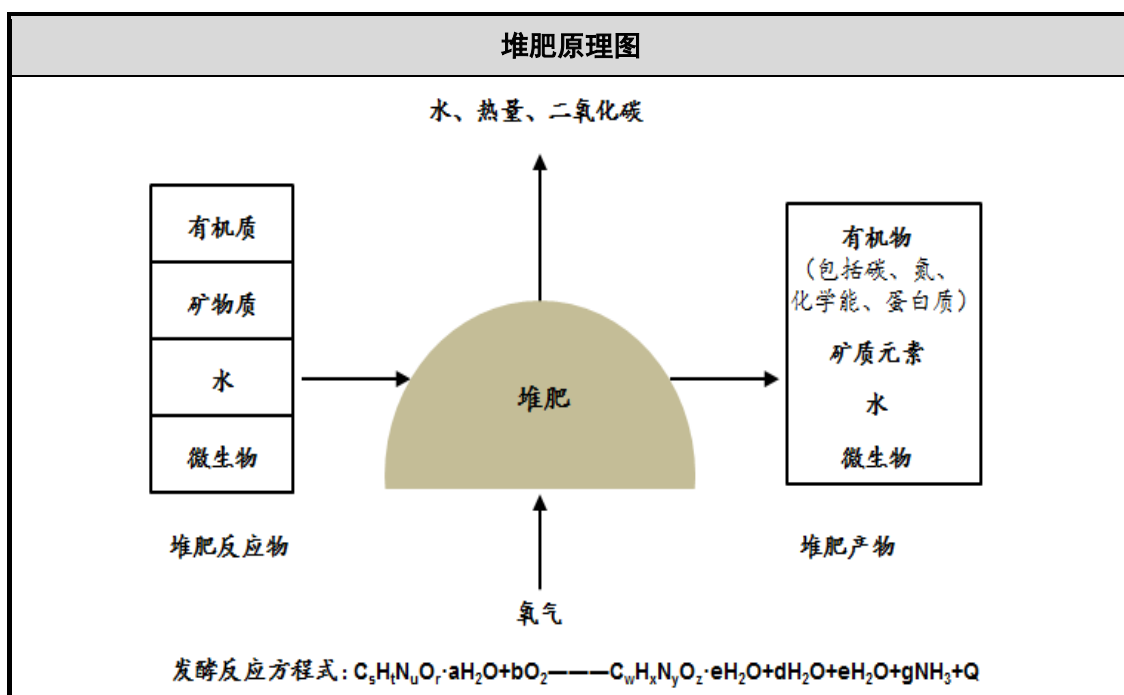 堆肥原理图
水、热量、二氧化碳
有机质
矿物质
水
微生物
堆肥反应物
堆肥
氧气
有机物
（包括碳、氮、
化学能、蛋白质）
矿质元素
水
微生物
堆肥产物
发酵反应方程式：CsHtNuOr·aH2O+bO2———CwHxNyOz·eH2O+dH2O+eH2O+gNH3+Q